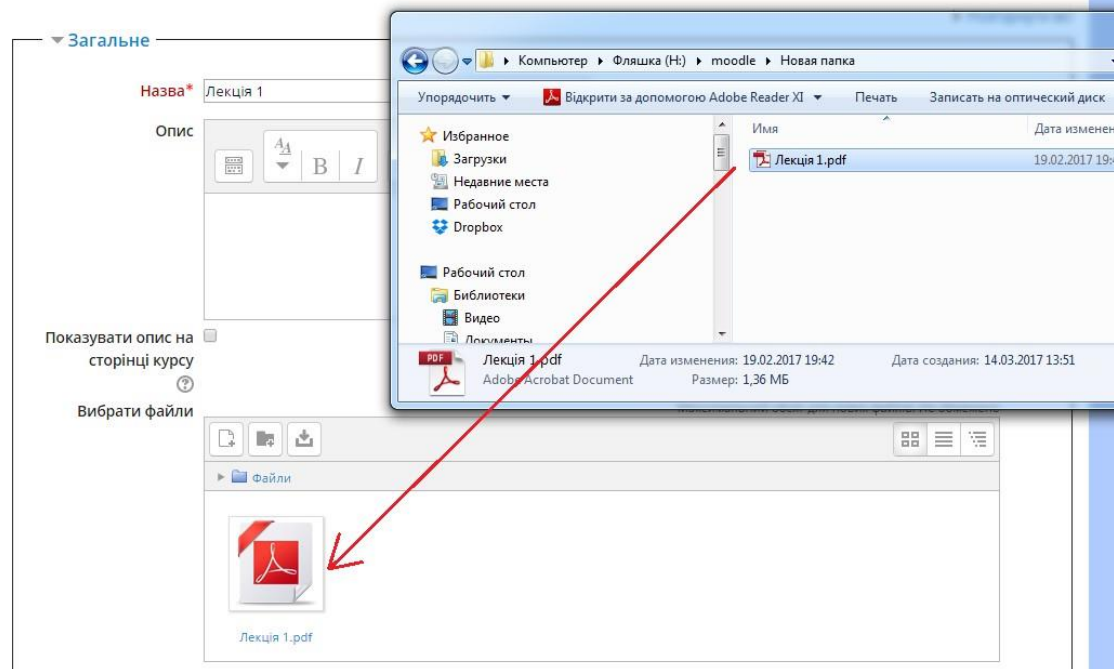 Загальне
Назва*
Лекція 1
Опис
B I
Показувати опис на
сторінці курсу
Вибрати файли
Файли
Лекція 1.pdf
Компьютер
Фляшка (H:)
moodle
Новая папка
Упорядочить
Відкрити за допомогою Adobe Reader XI
Печать
Записать на оптический диск
Избранное
Загрузки
Недавние места
Рабочий стол
Dropbox
Рабочий стол
Библиотеки
Видео
Документы
Имя
Дата изменен
Лекція 1.pdf
19.02.2017 19:4
PDF
Лекція 1.pdf
Дата изменения: 19.02.2017 19:42
Дата создания: 14.03.2017 13:51
Adobe Acrobat Document
Размер: 1,36 МБ